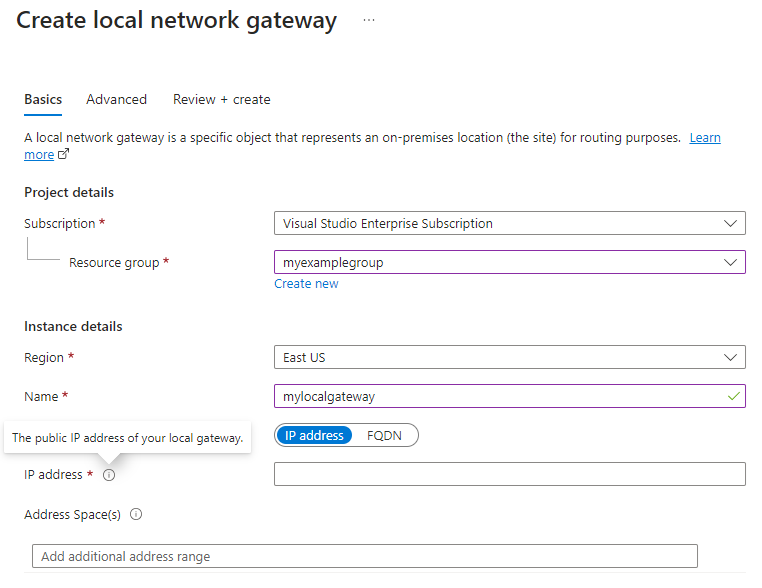 Create local network gateway ...
Basics Advanced Review + create
A local network gateway is a specific object that represents an on-premises location (the site) for routing purposes. Learn
more
Project details
Subscription * Visual Studio Enterprise Subscription
Resource group * myexamplegroup
Create new
Instance details
Region * East US
Name * mylocalgateway
The public IP address of your local gateway. IP address FQDN
IP address *
Address Space(s)
Add additional address range